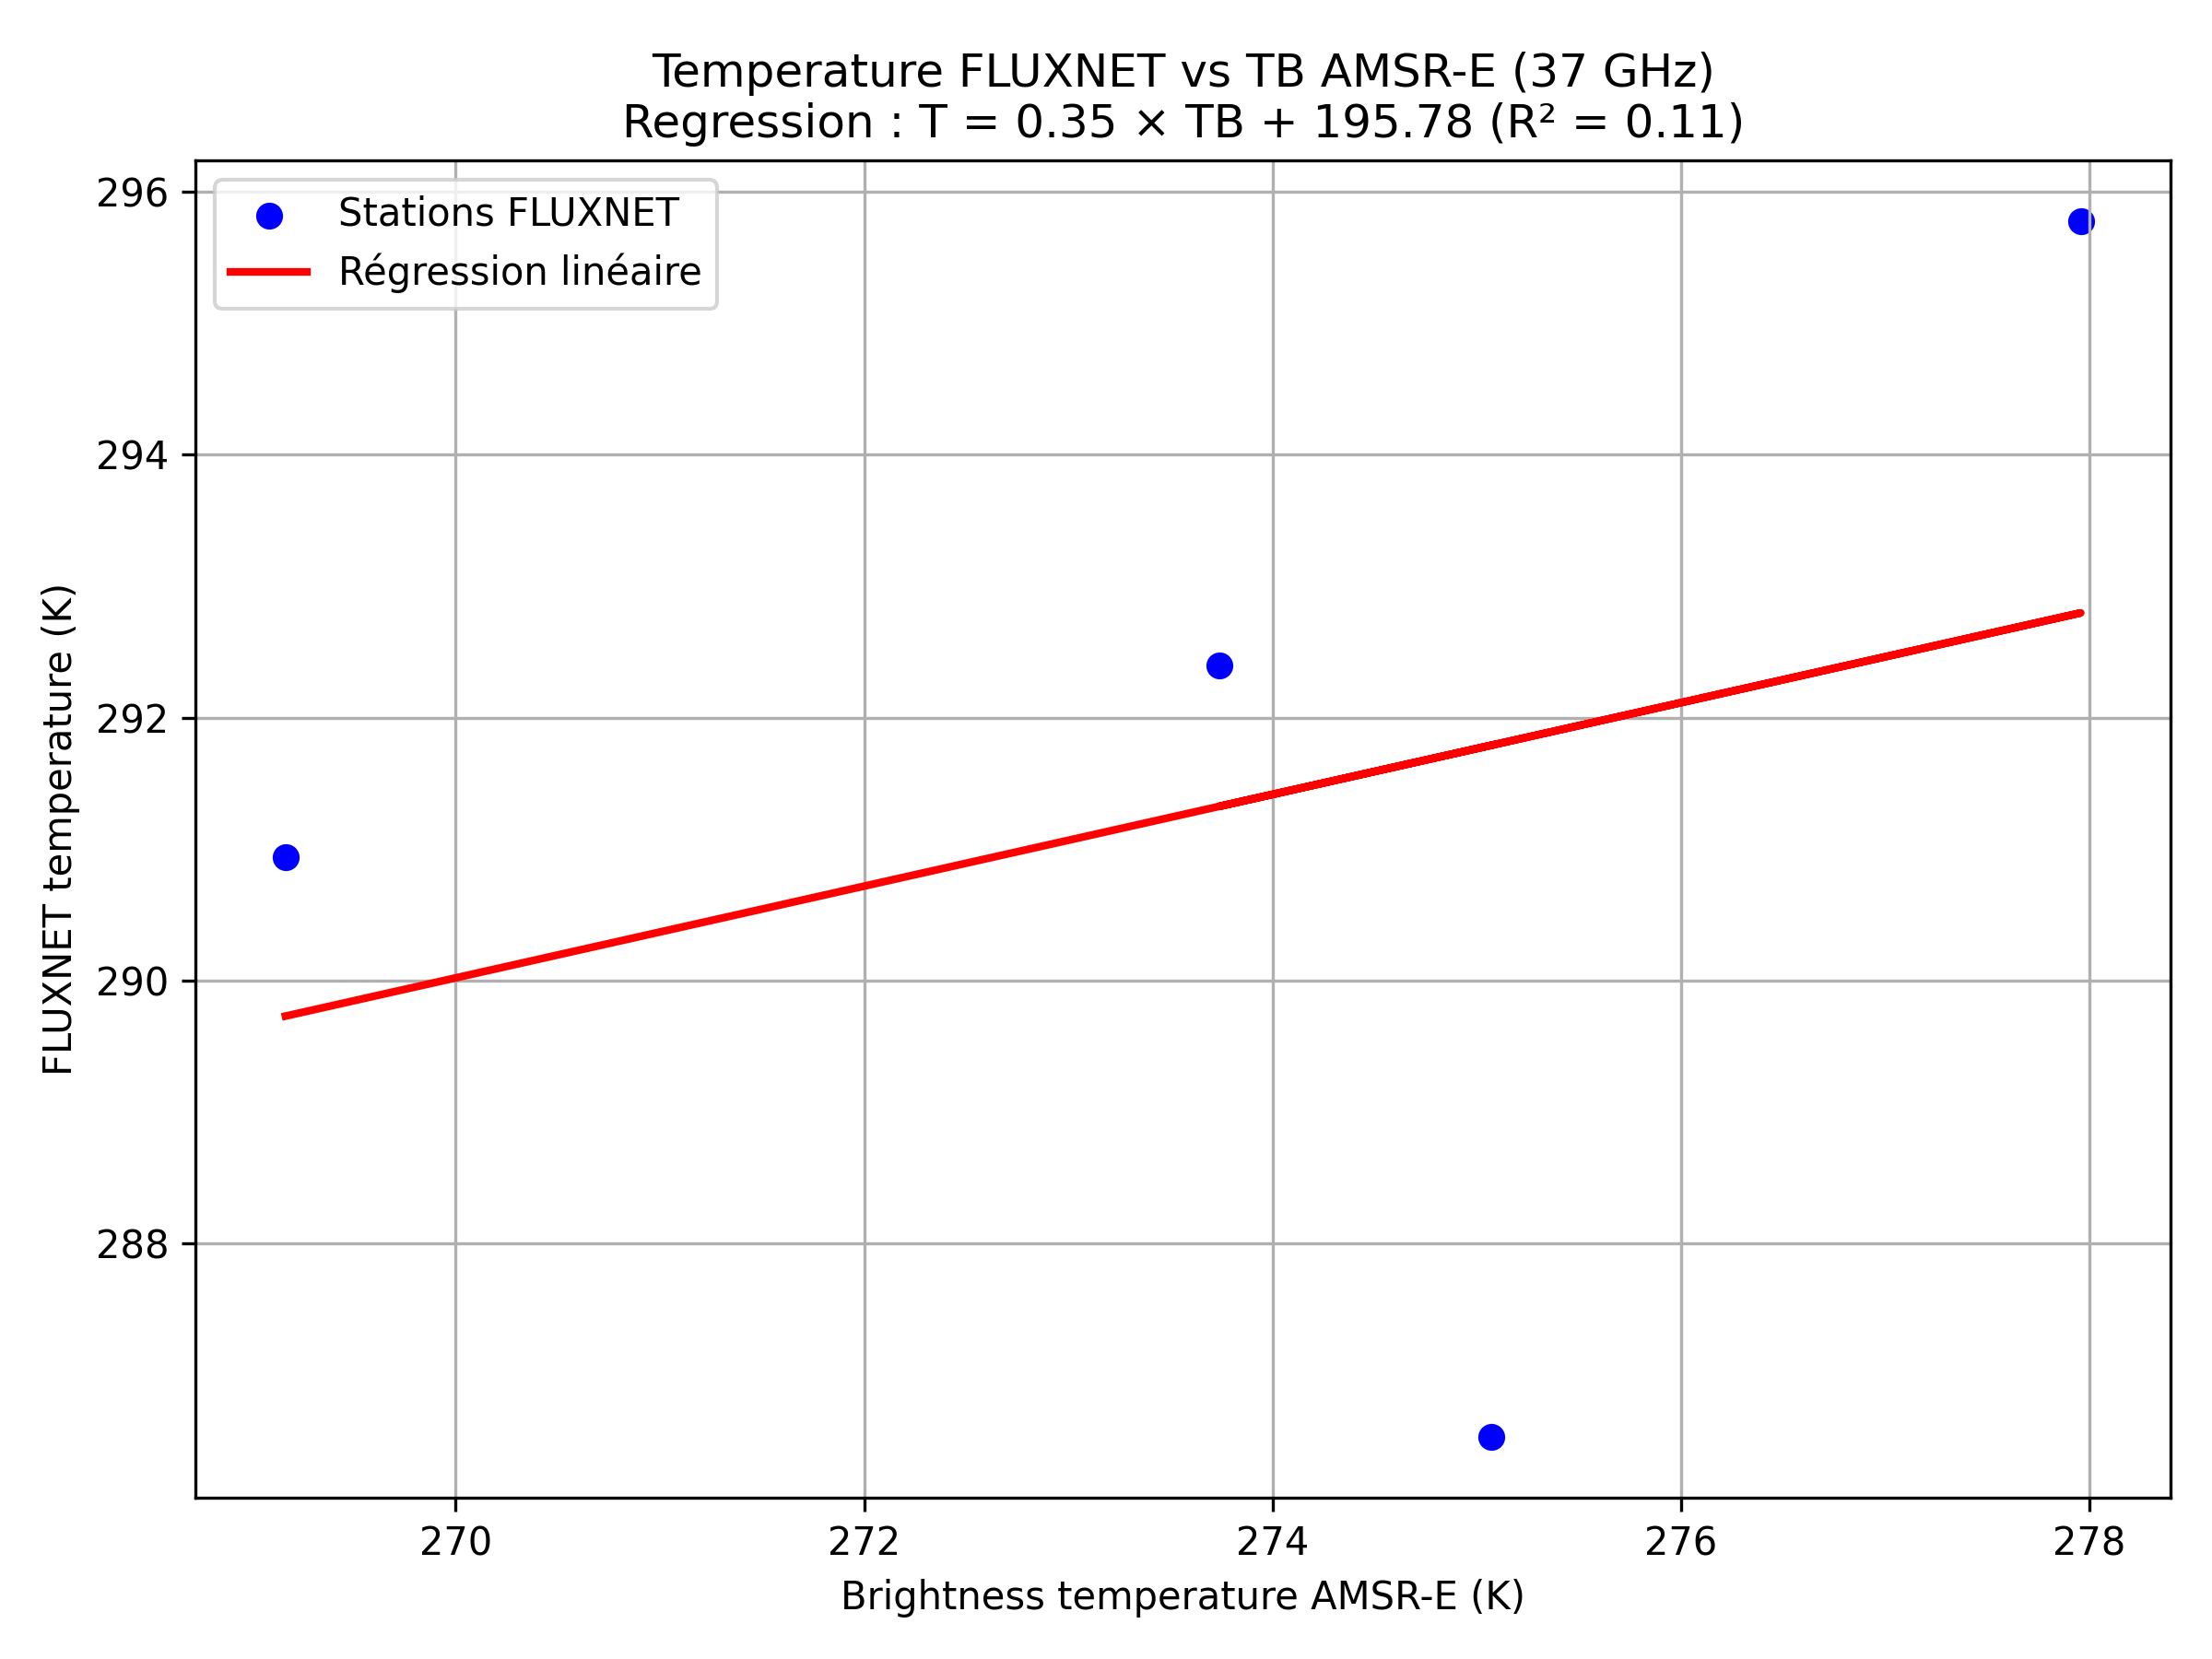 Temperature FLUXNET vs TB AMSR-E (37 GHz)
Regression : T = 0.35 × TB + 195.78 (R² = 0.11)
Stations FLUXNET
Régression linéaire
296
294
292
290
288
FLUXNET temperature (K)
270 272 274 276 278
Brightness temperature AMSR-E (K)